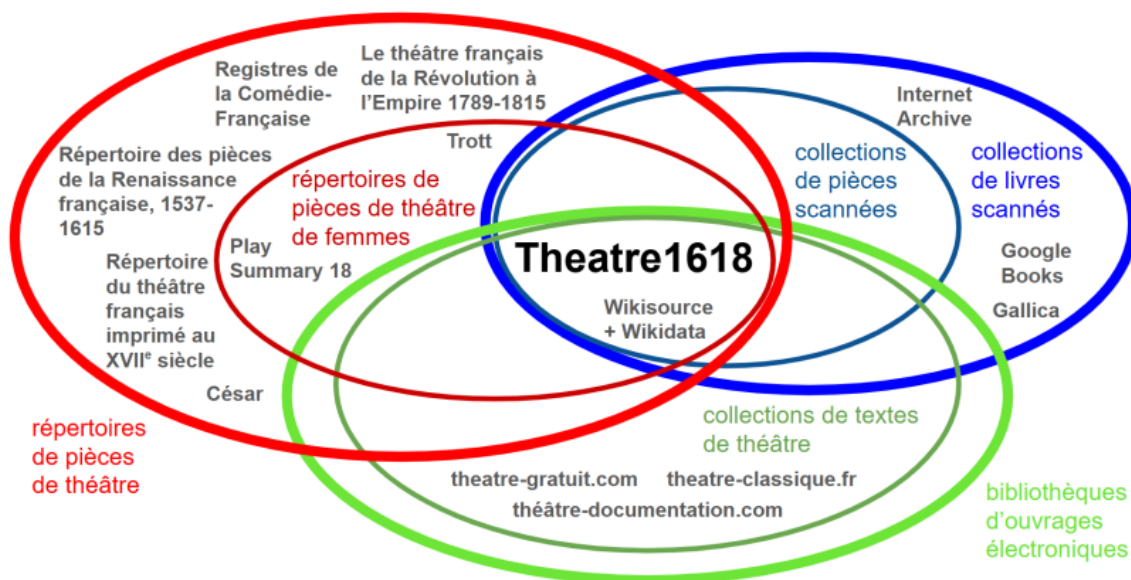 Registres de
la Comédie-
Française
Le théâtre français
de la Révolution à
l'Empire 1789-1815
Trott
Internet
Archive
Répertoire des pièces
de la Renaissance
française, 1537-
1615
répertoires de
pièces de théâtre
de femmes
collections
de pièces
scannées
collections
de livres
scannés
Play
Summary 18
Theatre1618
Google
Books
Gallica
Répertoire
du théâtre
français
imprimé au
XVIIe siècle
Wikisource
+ Wikidata
César
répertoires
de pièces
de théâtre
collections de textes
de théâtre
theatre-gratuit.com
theatre-classique.fr
théâtre-documentation.com
bibliothèques
d'ouvrages
électroniques